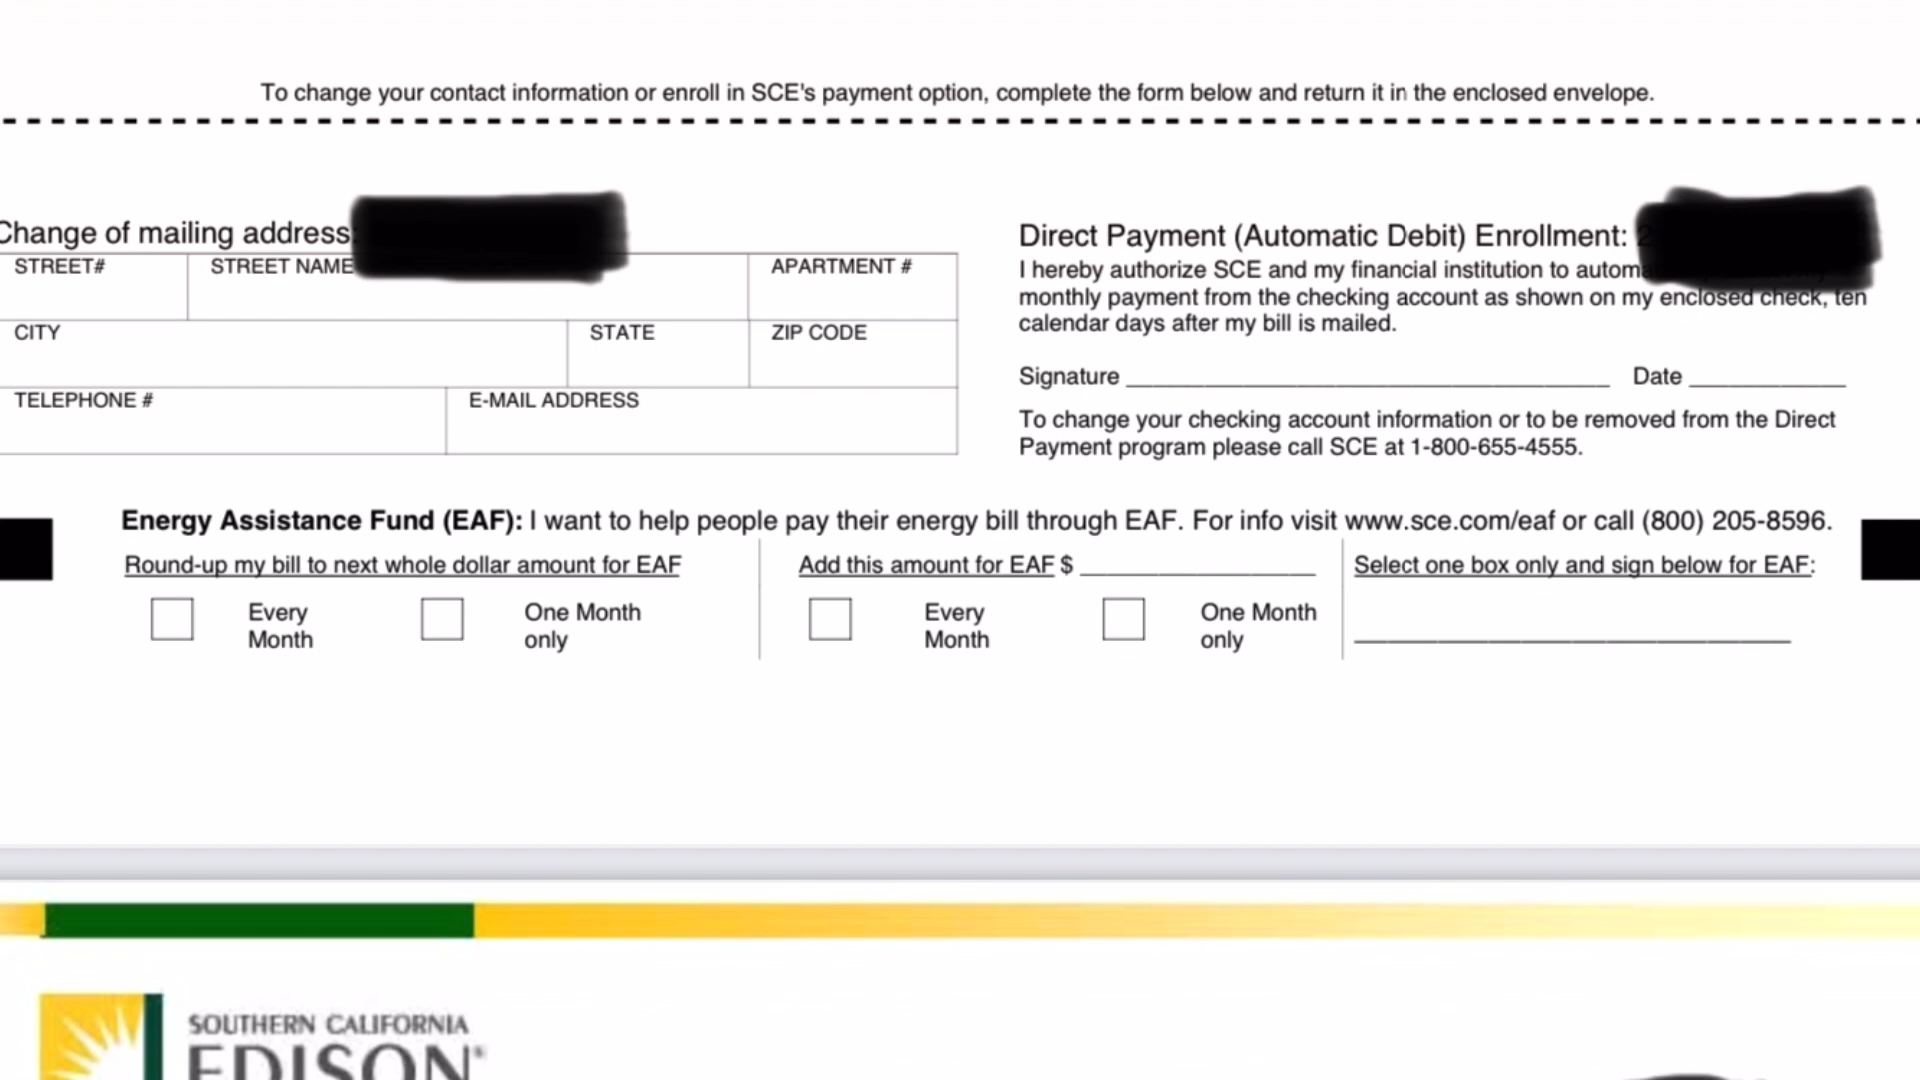 To change your contact information or enroll in SCE's payment option, complete the form below and return it in the enclosed envelope.
Change of mailing address:
STREET# STREET NAME APARTMENT #
CITY STATE ZIP CODE
TELEPHONE # E-MAIL ADDRESS
Direct Payment (Automatic Debit) Enrollment:
I hereby authorize SCE and my financial institution to
monthly payment from the checking account as shown on my enclosed check, ten
calendar days after my bill is mailed.
Signature Date
To change your checking account information or to be removed from the Direct
Payment program please call SCE at 1-800-655-4555.
Energy Assistance Fund (EAF): I want to help people pay their energy bill through EAF. For info visit www.sce.com/eaf or call (800) 205-8596.
Round-up my bill to next whole dollar amount for EAF
Every
Month
One Month
only
Add this amount for EAF $
Every
Month
One Month
only
Select one box only and sign below for EAF:
SOUTHERN CALIFORNIA
EDISON®